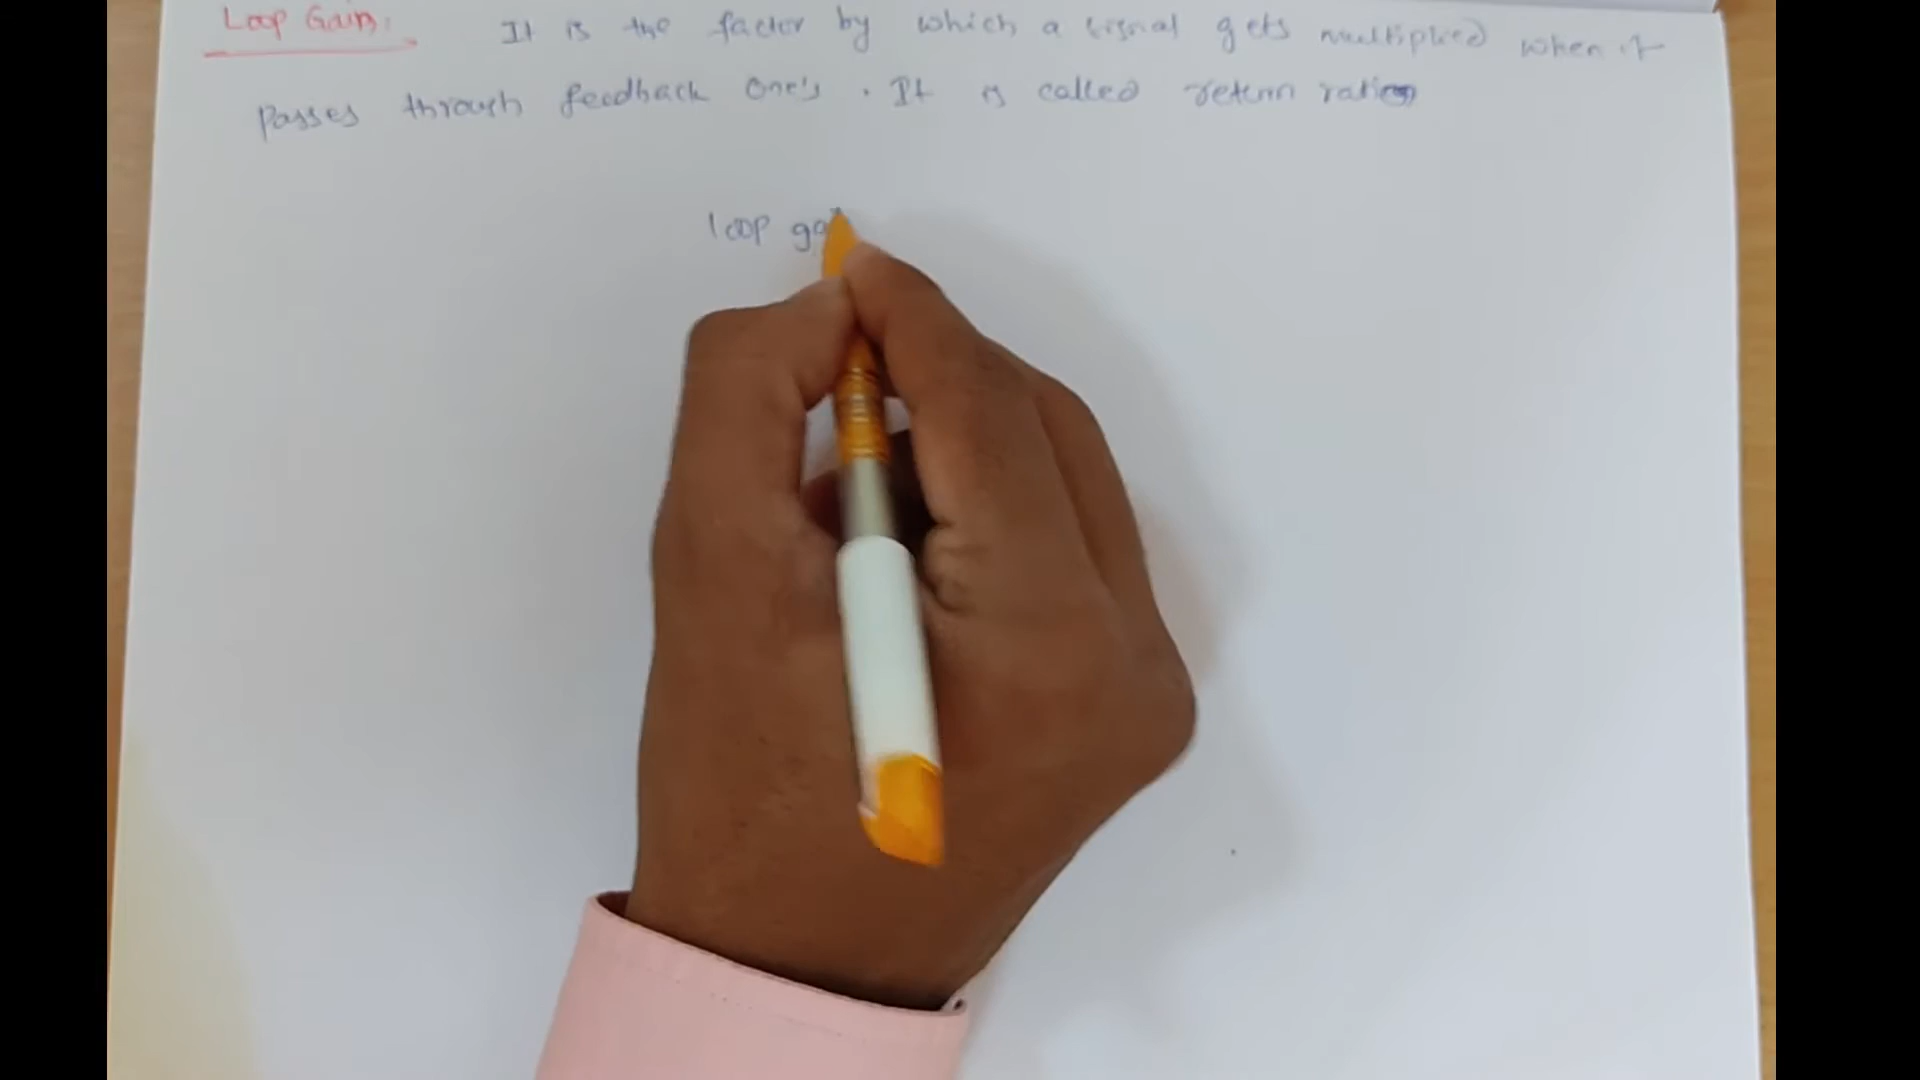 Loop Gain: It is the factor by which a signal gets multiplied when it
passes through feedback one's. It is called return ratio
loop ga